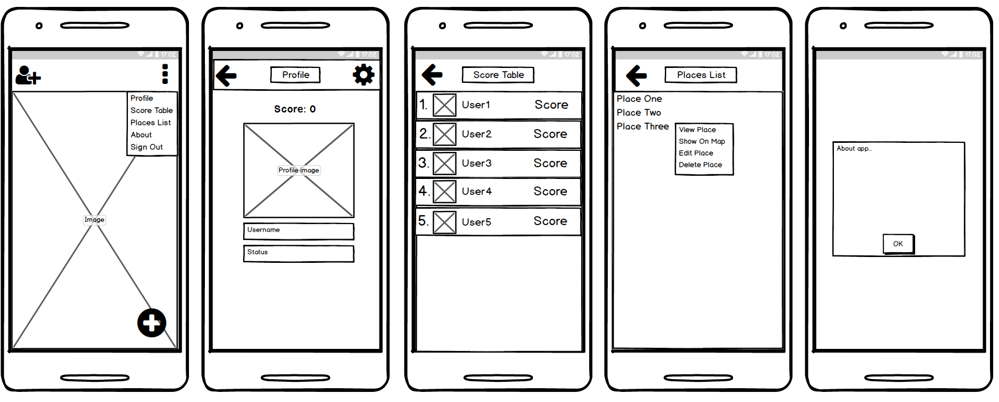 17:02
Profile
Score Table
Places List
About
Sign Out
Image
17:02
Profile
Score: 0
Profile image
Username
Status
17:02
Score Table
1. User1 Score
2. User2 Score
3. User3 Score
4. User4 Score
5. User5 Score
17:02
Places List
Place One
Place Two
Place Three
View Place
Show On Map
Edit Place
Delete Place
17:02
About app...
OK